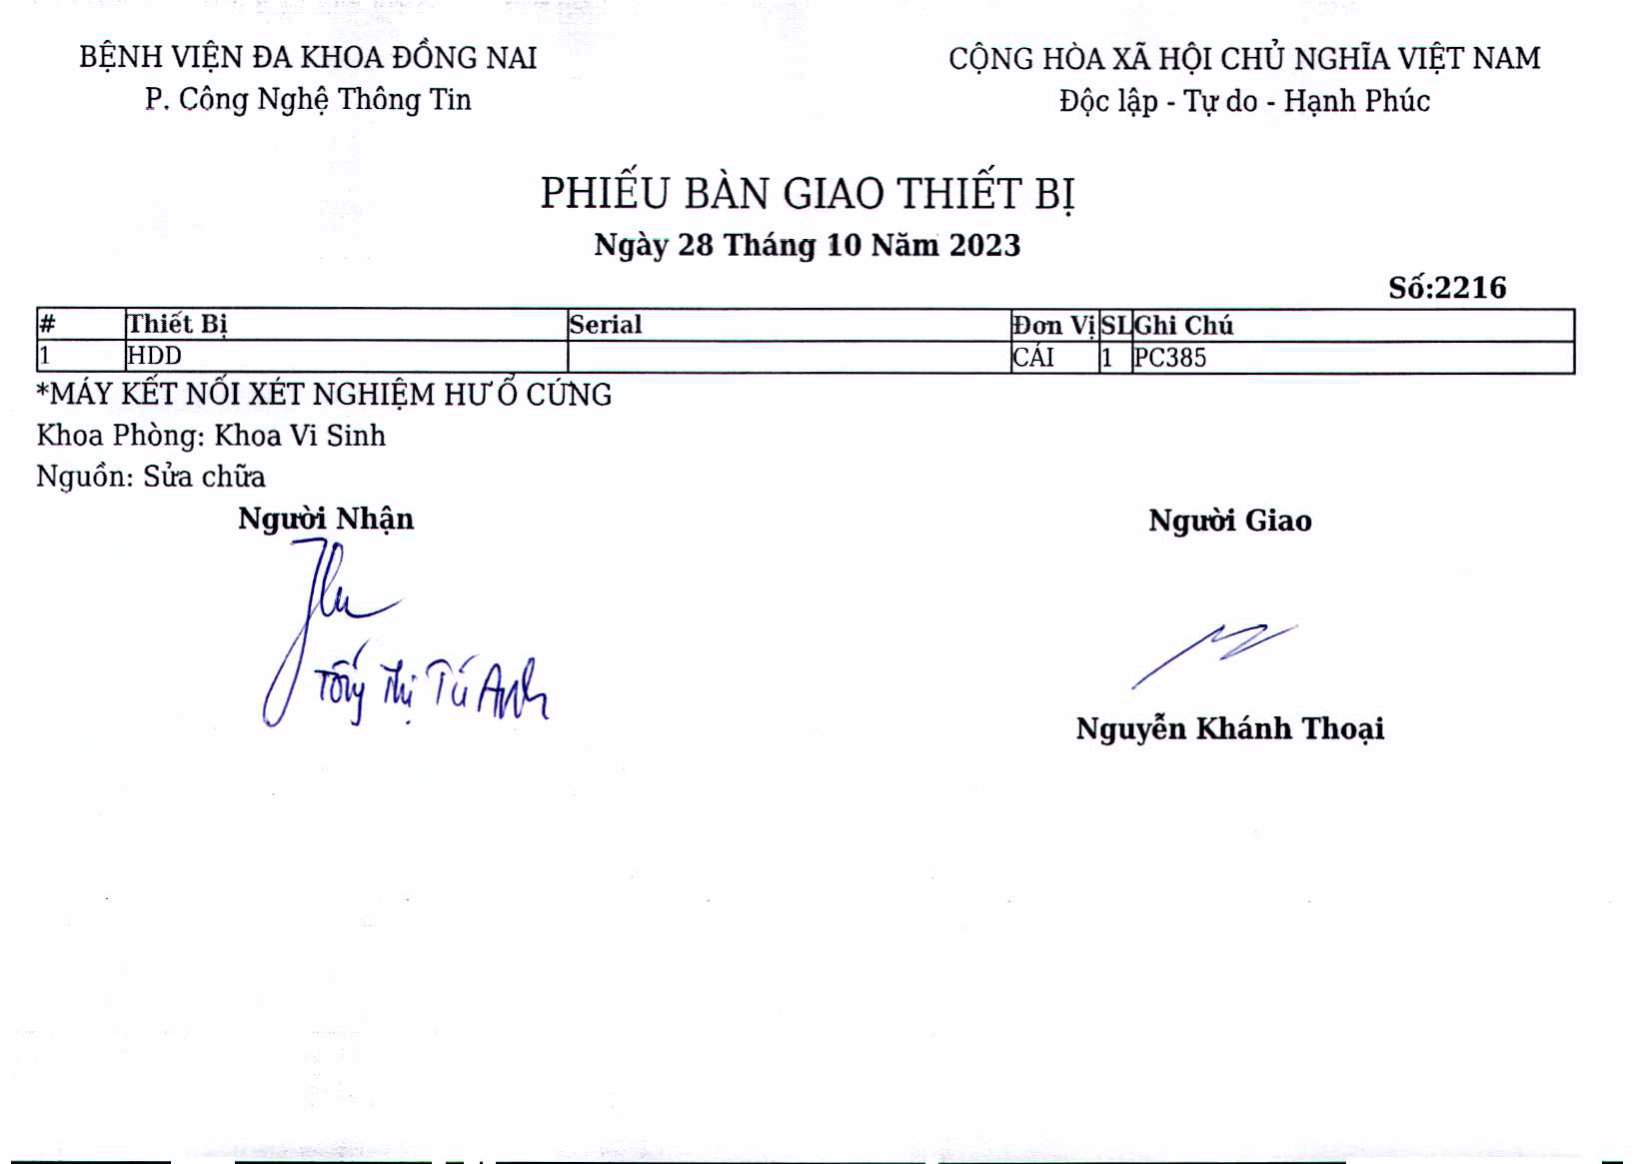 BỆNH VIỆN ĐA KHOA ĐỒNG NAI
P. Công Nghệ Thông Tin
CỘNG HÒA XÃ HỘI CHỦ NGHĨA VIỆT NAM
Độc lập - Tự do - Hạnh Phúc
PHIẾU BÀN GIAO THIẾT BỊ
Ngày 28 Tháng 10 Năm 2023
Số:2216
# Thiết Bị Serial Đơn Vị SL Ghi Chú
1 HDD CÁI 1 PC385
*MÁY KẾT NỐI XÉT NGHIỆM HƯ Ổ CỨNG
Khoa Phòng: Khoa Vi Sinh
Nguồn: Sửa chữa
Người Nhận
Người Giao
Thị Tú Anh
Nguyễn Khánh Thoại